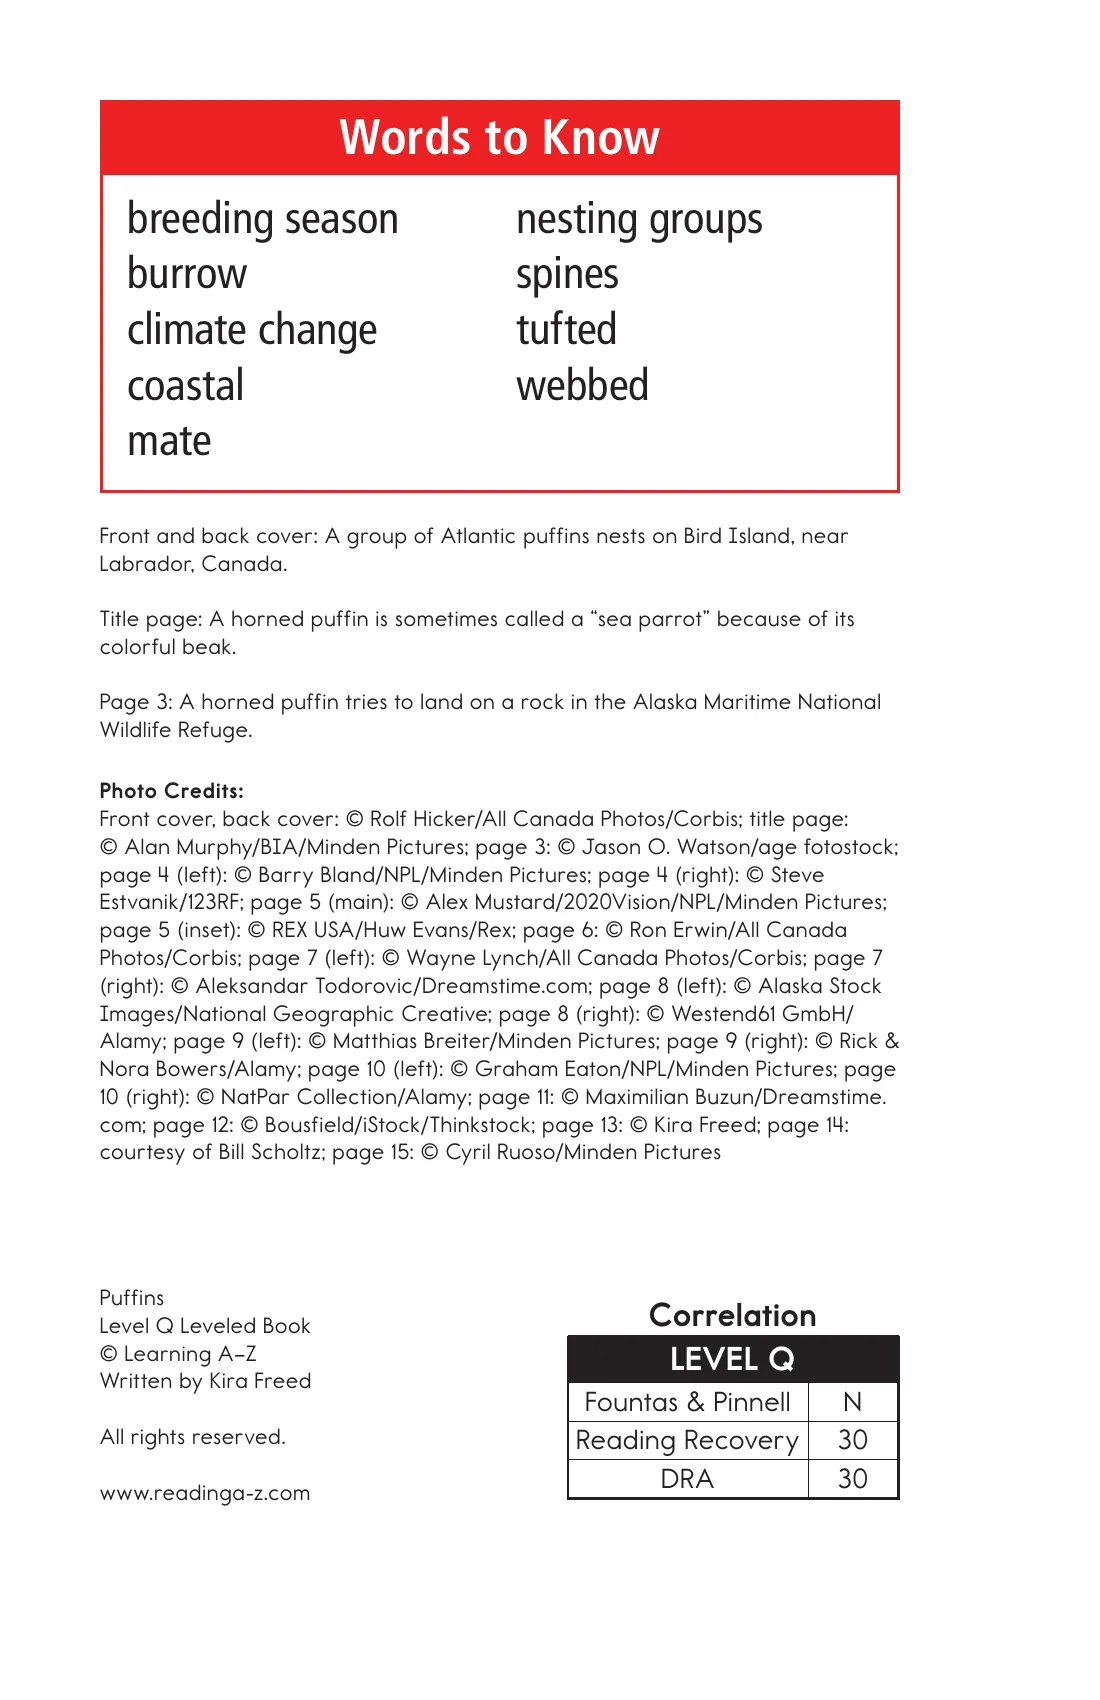 Words to Know
breeding season
burrow
climate change
coastal
mate
nesting groups
spines
tufted
webbed
Front and back cover: A group of Atlantic puffins nests on Bird Island, near
Labrador, Canada.
Title page: A horned puffin is sometimes called a “sea parrot” because of its
colorful beak.
Page 3: A horned puffin tries to land on a rock in the Alaska Maritime National
Wildlife Refuge.
Photo Credits:
Front cover, back cover: © Rolf Hicker/All Canada Photos/Corbis; title page:
© Alan Murphy/BIA/Minden Pictures; page 3: © Jason O. Watson/age fotostock;
page 4 (left): © Barry Bland/NPL/Minden Pictures; page 4 (right): © Steve
Estvanik/123RF; page 5 (main): © Alex Mustard/2020Vision/NPL/Minden Pictures;
page 5 (inset): © REX USA/Huw Evans/Rex; page 6: © Ron Erwin/All Canada
Photos/Corbis; page 7 (left): © Wayne Lynch/All Canada Photos/Corbis; page 7
(right): © Aleksandar Todorovic/Dreamstime.com; page 8 (left): © Alaska Stock
Images/National Geographic Creative; page 8 (right): © Westend61 GmbH/
Alamy; page 9 (left): © Matthias Breiter/Minden Pictures; page 9 (right): © Rick &
Nora Bowers/Alamy; page 10 (left): © Graham Eaton/NPL/Minden Pictures; page
10 (right): © NatPar Collection/Alamy; page 11: © Maximilian Buzun/Dreamstime.
com; page 12: © Bousfield/iStock/Thinkstock; page 13: © Kira Freed; page 14:
courtesy of Bill Scholtz; page 15: © Cyril Ruoso/Minden Pictures
Puffins
Level Q Leveled Book
© Learning A–Z
Written by Kira Freed
All rights reserved.
www.readinga-z.com
Correlation
LEVEL Q
Fountas & Pinnell N
Reading Recovery 30
DRA 30